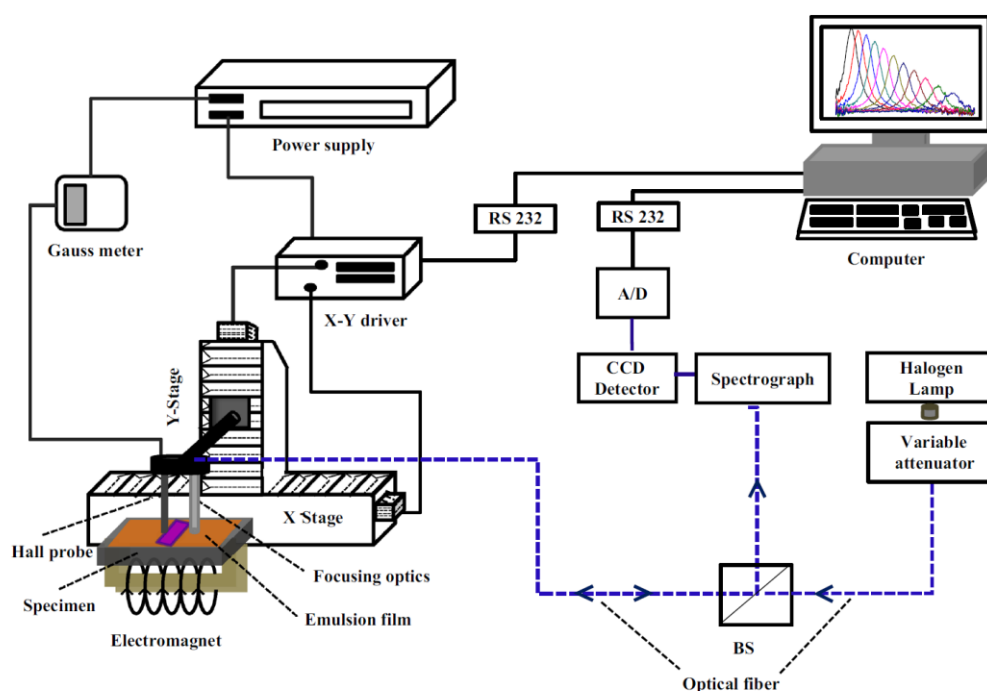 Power supply
RS 232
RS 232
Gauss meter
Computer
A/D
X-Y driver
Y-Stage
CCD
Detector
Spectrograph
Halogen
Lamp
Variable
attenuator
X Stage
Hall probe
Focusing optics
Specimen
Emulsion film
Electromagnet
BS
Optical fiber